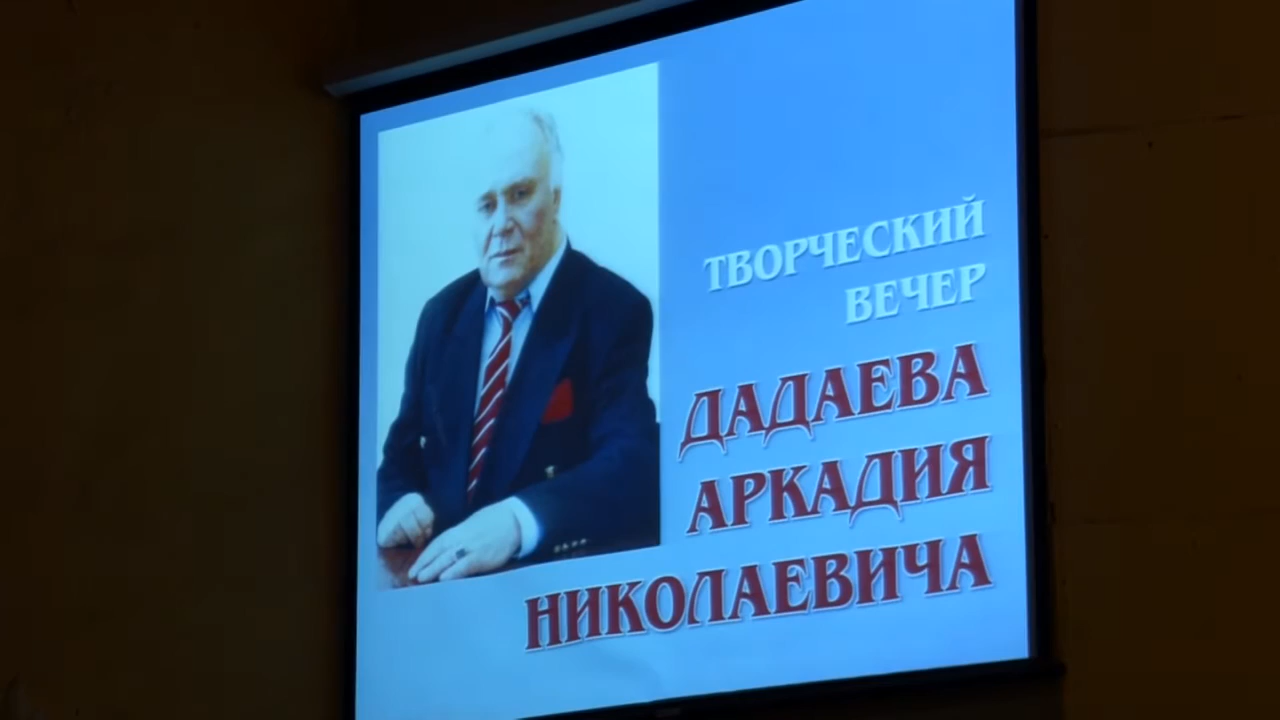 ТВОРЧЕСКИЙ
ВЕЧЕР
ДАДАЕВА
АРКАДИЯ
НИКОЛАЕВИЧА